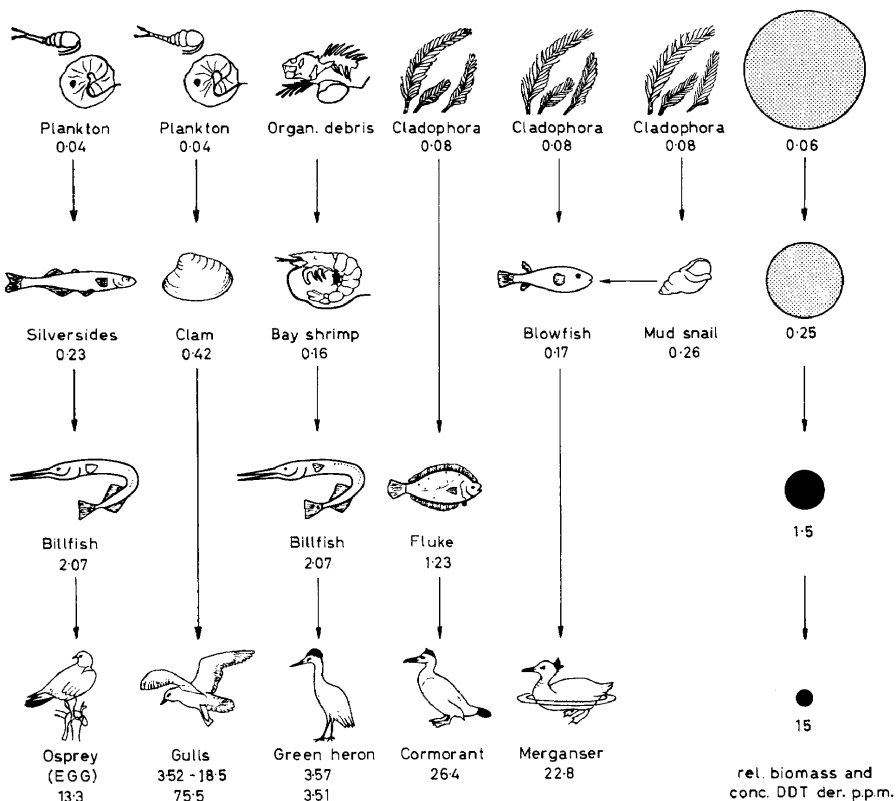 Plankton
0·04
Plankton
0·04
Organ. debris
Cladophora
0·08
Cladophora
0·08
Cladophora
0·08
0·06
Silversides
0·23
Clam
0·42
Bay shrimp
0·16
Blowfish
0·17
Mud snail
0·26
0·25
Billfish
2·07
Billfish
2·07
Fluke
1·23
1·5
Osprey
(EGG)
13·3
Gulls
3·52 -18·5
75·5
Green heron
3·57
3·51
Cormorant
26·4
Merganser
22·8
15
rel. biomass and
conc. DDT der. p.p.m.